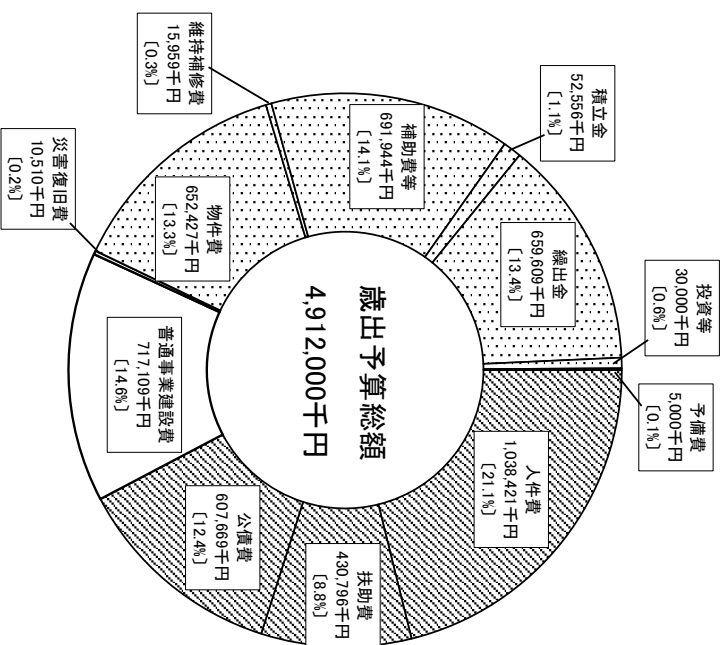 歳出予算総額
4,912,000千円
人件費
1,038,421千円
[21.1%]
扶助費
430,796千円
[8.8%]
公債費
607,669千円
[12.4%]
普通事業建設費
717,109千円
[14.6%]
災害復旧費
10,510千円
[0.2%]
物件費
652,427千円
[13.3%]
維持補修費
15,959千円
[0.3%]
補助費等
691,944千円
[14.1%]
積立金
52,556千円
[1.1%]
繰出金
659,609千円
[13.4%]
投資等
30,000千円
[0.6%]
予備費
5,000千円
[0.1%]